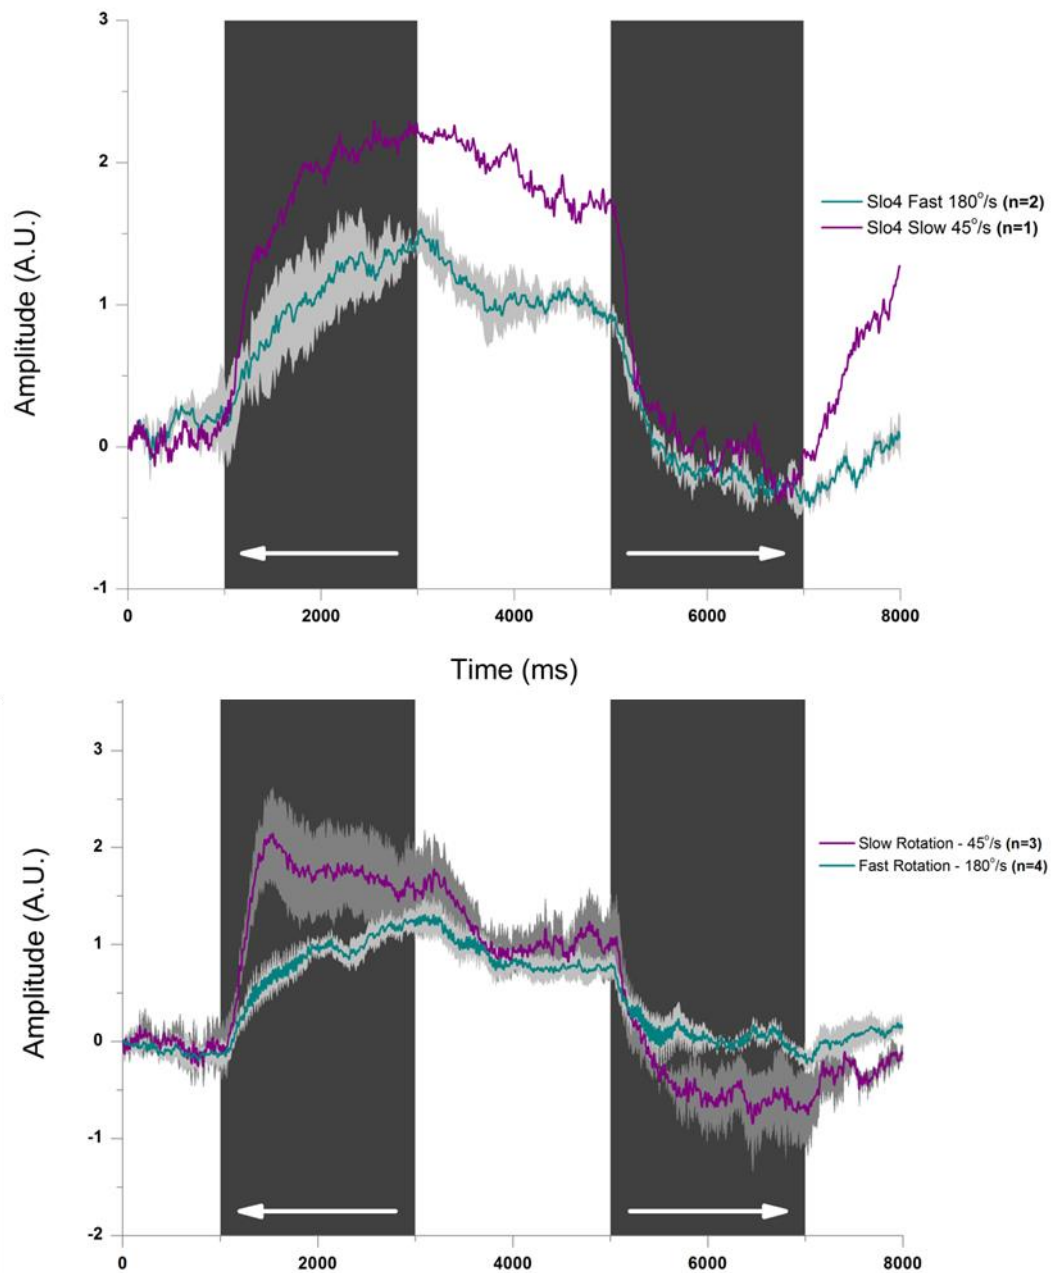 3
2
1
0
-1
Amplitude (A.U.)
Slo4 Fast 180°/s (n=2)
Slo4 Slow 45°/s (n=1)
0 2000 4000 6000 8000
Time (ms)
3
2
1
0
-1
-2
Amplitude (A.U.)
Slow Rotation - 45°/s (n=3)
Fast Rotation - 180°/s (n=4)
0 2000 4000 6000 8000